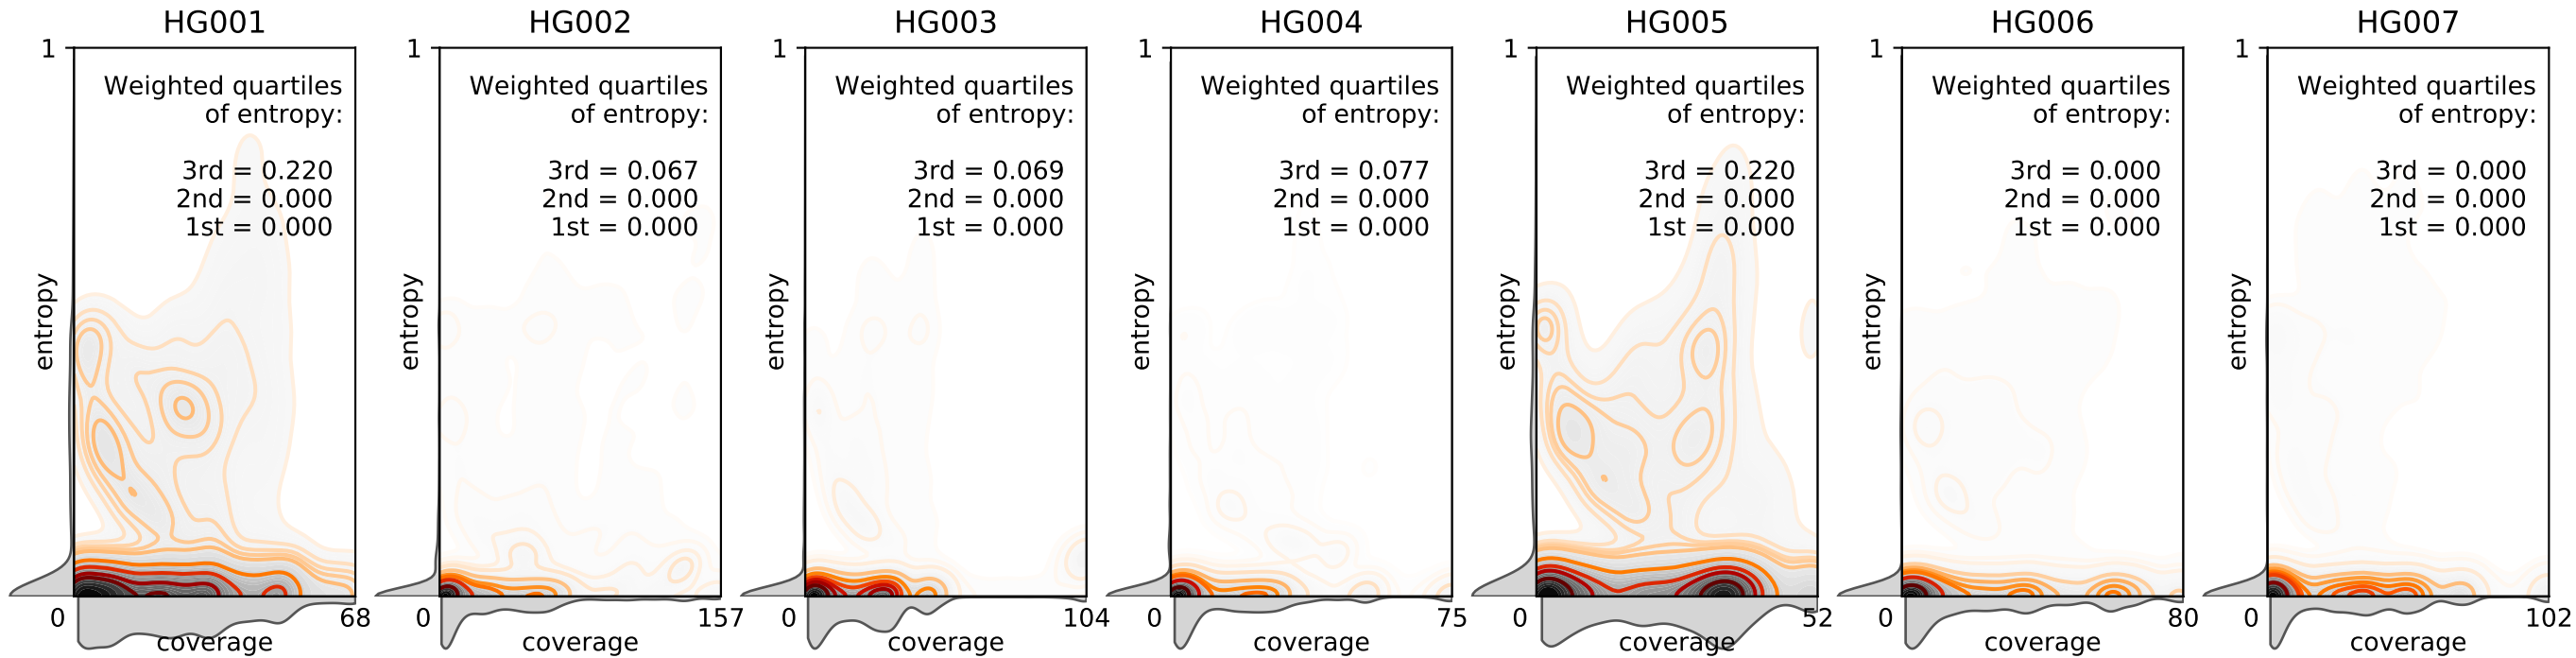 HG001
1
Weighted quartiles
of entropy:
3rd = 0.220
2nd = 0.000
1st = 0.000
entropy
0
68
coverage
HG002
1
Weighted quartiles
of entropy:
3rd = 0.067
2nd = 0.000
1st = 0.000
entropy
0
157
coverage
HG003
1
Weighted quartiles
of entropy:
3rd = 0.069
2nd = 0.000
1st = 0.000
entropy
0
104
coverage
HG004
1
Weighted quartiles
of entropy:
3rd = 0.077
2nd = 0.000
1st = 0.000
entropy
0
75
coverage
HG005
1
Weighted quartiles
of entropy:
3rd = 0.220
2nd = 0.000
1st = 0.000
entropy
0
52
coverage
HG006
1
Weighted quartiles
of entropy:
3rd = 0.000
2nd = 0.000
1st = 0.000
entropy
0
80
coverage
HG007
1
Weighted quartiles
of entropy:
3rd = 0.000
2nd = 0.000
1st = 0.000
entropy
0
102
coverage